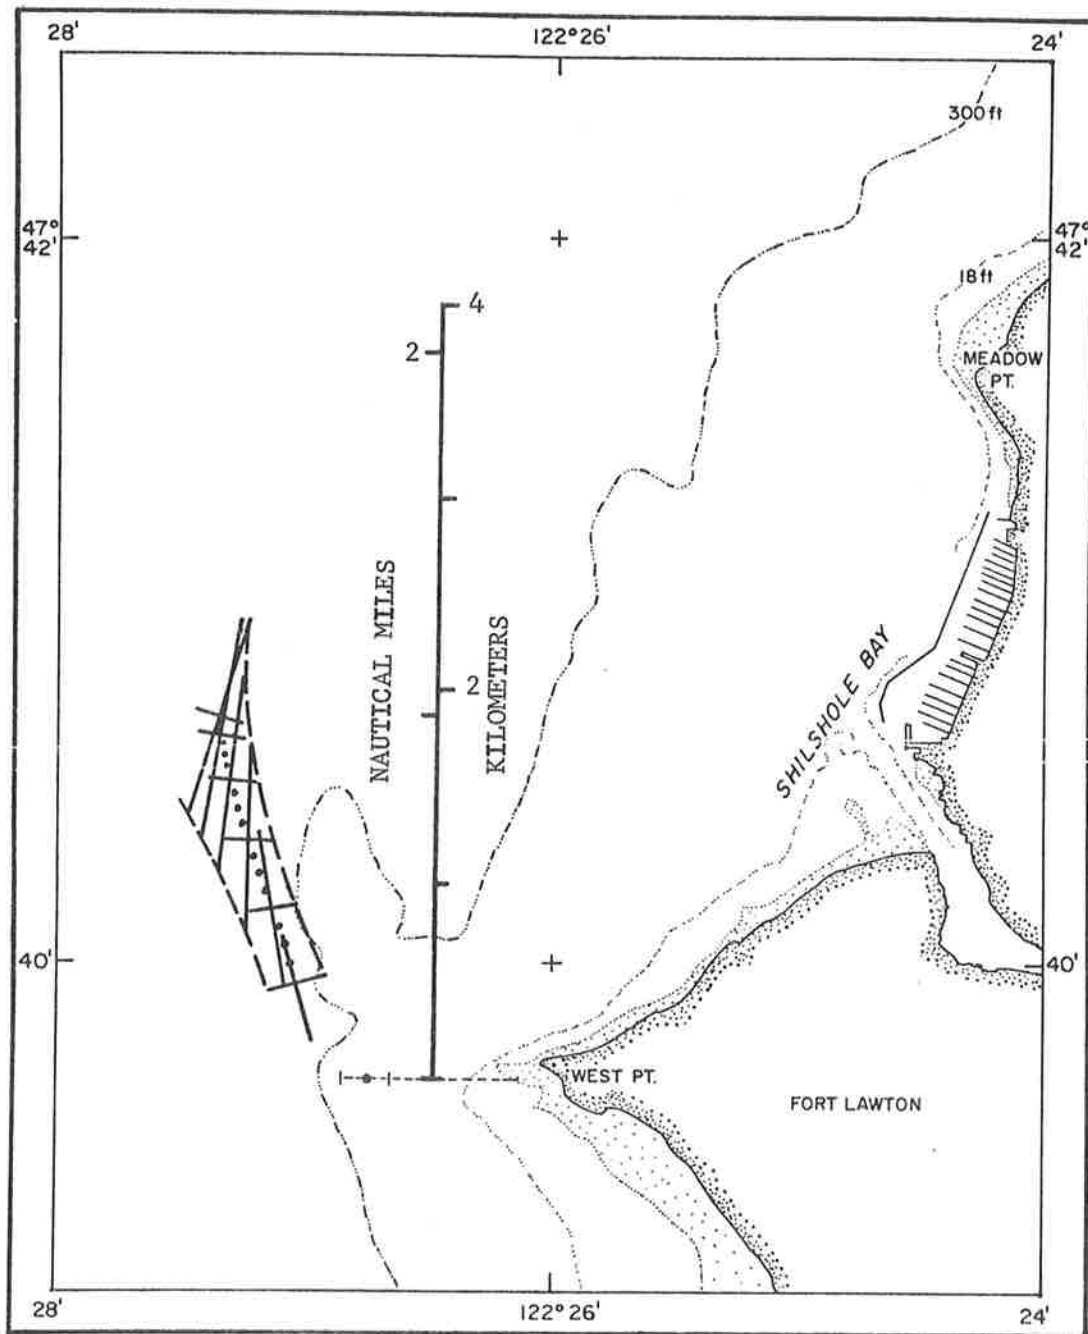 28'
122° 26'
24'
300 ft
47°
42'
47°
42'
18 ft
4
2
MEADOW
PT.
NAUTICAL MILES
KILOMETERS
2
SHILSHOLE BAY
40'
40'
WEST PT.
FORT LAWTON
28'
122° 26'
24'